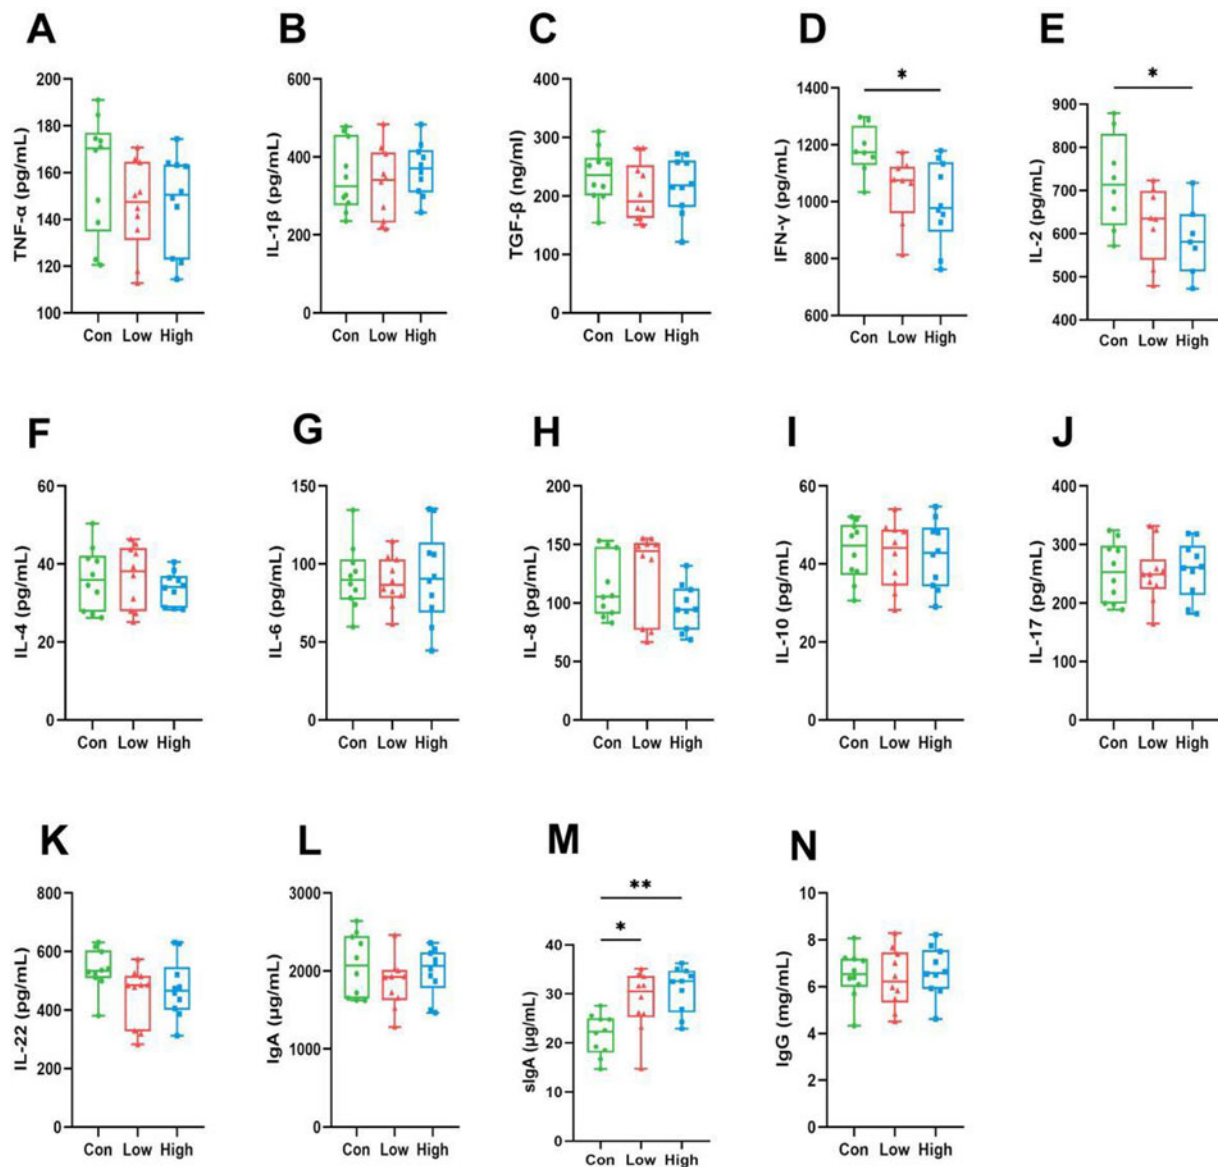 A
B
C
D
E
TNF-α (pg/mL)
200
180
160
140
120
100
Con Low High
IL-1β (pg/mL)
600
400
200
0
Con Low High
TGF-β (ng/ml)
400
300
200
100
0
Con Low High
IFN-γ (pg/mL)
1400
1200
1000
800
600
*
Con Low High
IL-2 (pg/mL)
900
800
700
600
500
400
*
Con Low High
F
G
H
I
J
IL-4 (pg/mL)
60
40
20
0
Con Low High
IL-6 (pg/mL)
150
100
50
0
Con Low High
IL-8 (pg/mL)
200
150
100
50
0
Con Low High
IL-10 (pg/mL)
60
40
20
0
Con Low High
IL-17 (pg/mL)
400
300
200
100
0
Con Low High
K
L
M
N
IL-22 (pg/mL)
800
600
400
200
0
Con Low High
IgA (μg/mL)
3000
2000
1000
0
Con Low High
sIgA (μg/mL)
40
30
20
10
0
**
*
Con Low High
IgG (mg/mL)
10
8
6
4
2
0
Con Low High